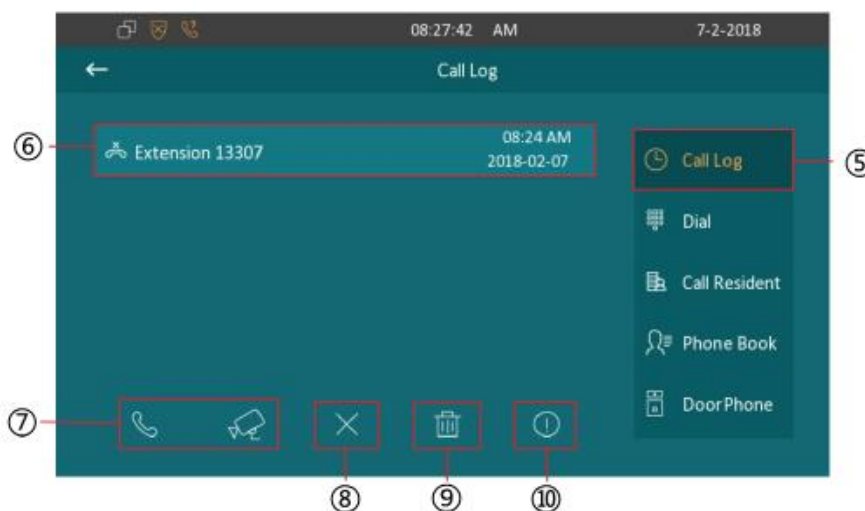 08:27:42 AM 7-2-2018
Call Log
⑥ Extension 13307 08:24 AM
2018-02-07
Call Log ⑤
Dial
Call Resident
Phone Book
DoorPhone
⑦
⑧ ⑨ ⑩